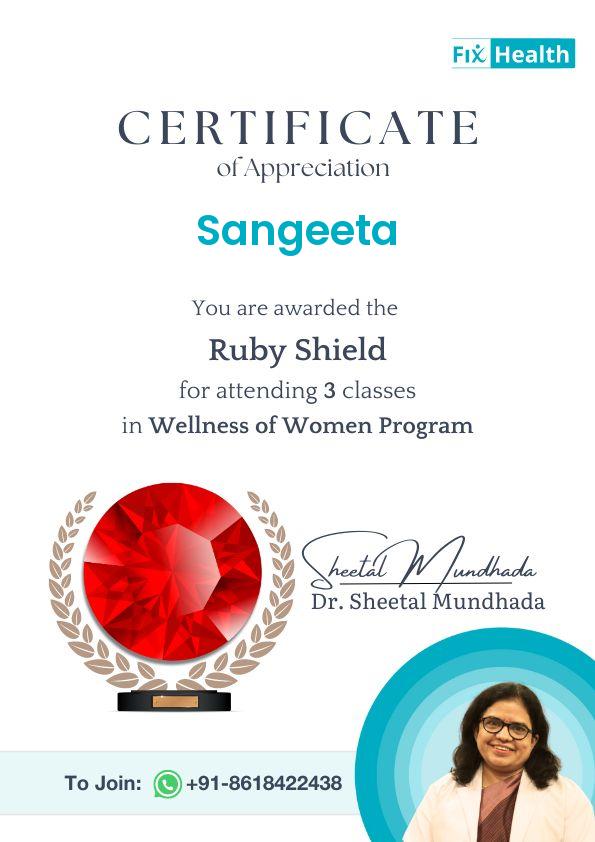 Fix Health
CERTIFICATE
of Appreciation
Sangeeta
You are awarded the
Ruby Shield
for attending 3 classes
in Wellness of Women Program
Sheetal Mundhada
Dr. Sheetal Mundhada
To Join: +91-8618422438